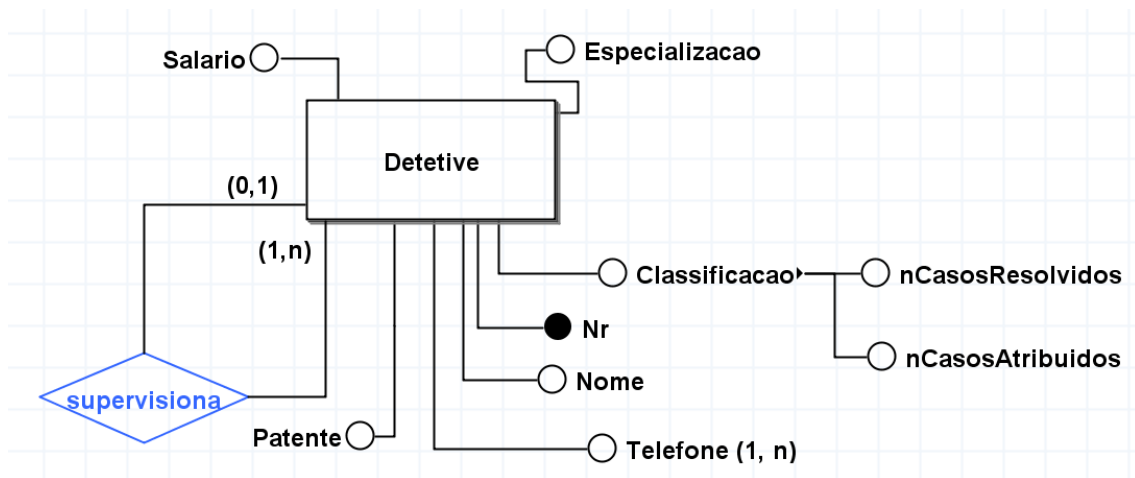 Salario
Especializacao
Detetive
(0,1)
(1,n)
Classificacao
nCasosResolvidos
Nr
nCasosAtribuidos
Nome
supervisiona
Patente
Telefone (1, n)